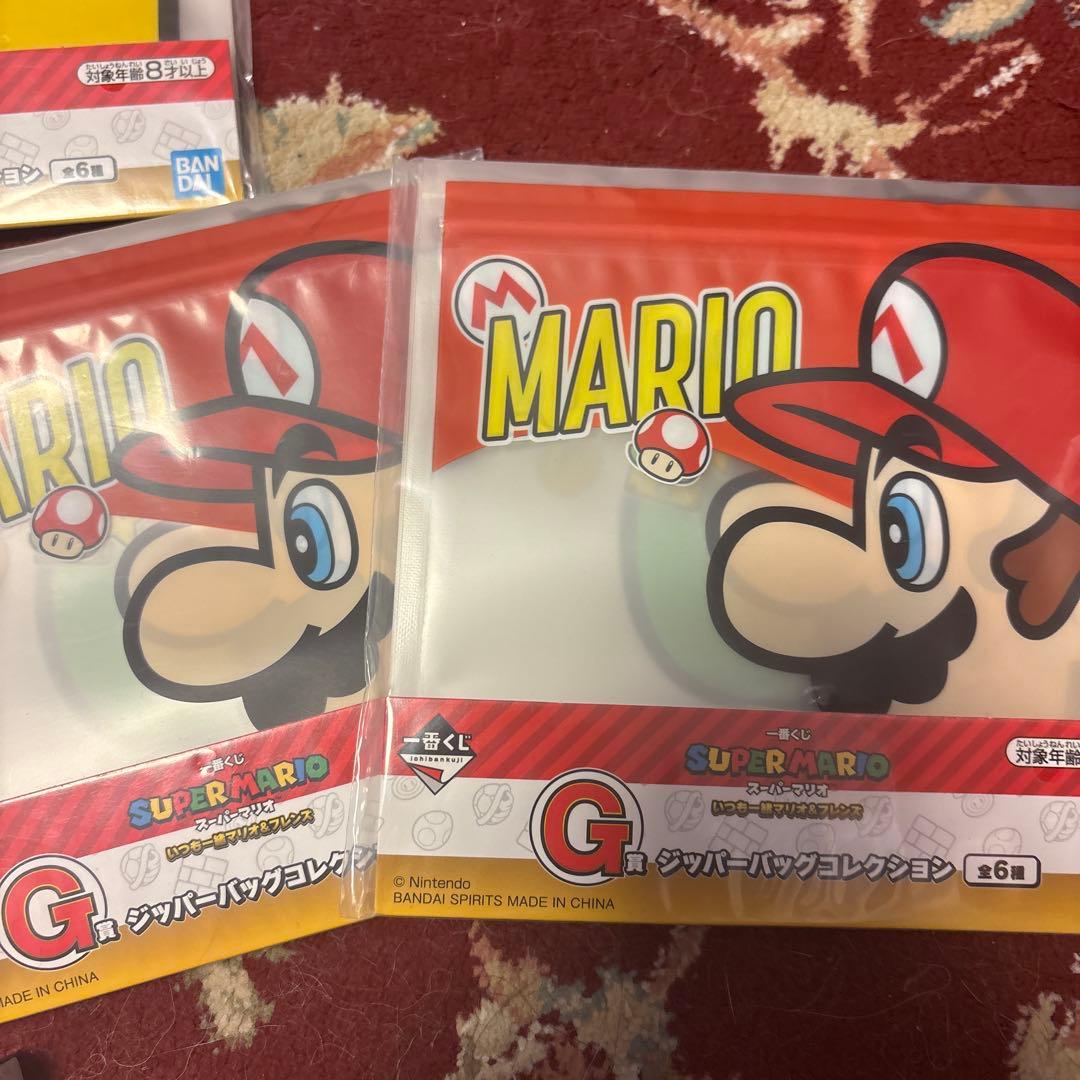 たいしょうねんれい さい い じょう
対象年齢8才以上
ョン 全6種
BAN
DAI
ARIO
一番くじ
SUPER MARIO
スーパーマリオ
いつも一緒マリオ&フレンズ
G賞 ジッパーバッグコレクシ
MADE IN CHINA
M
MARIO
M
一番くじ
ichibankuji
一番くじ
SUPER MARIO
スーパーマリオ
いつも一緒マリオ&フレンズ
たいしょうねんれい
対象年齢
G賞 ジッパーバッグコレクション 全6種
© Nintendo
BANDAI SPIRITS MADE IN CHINA